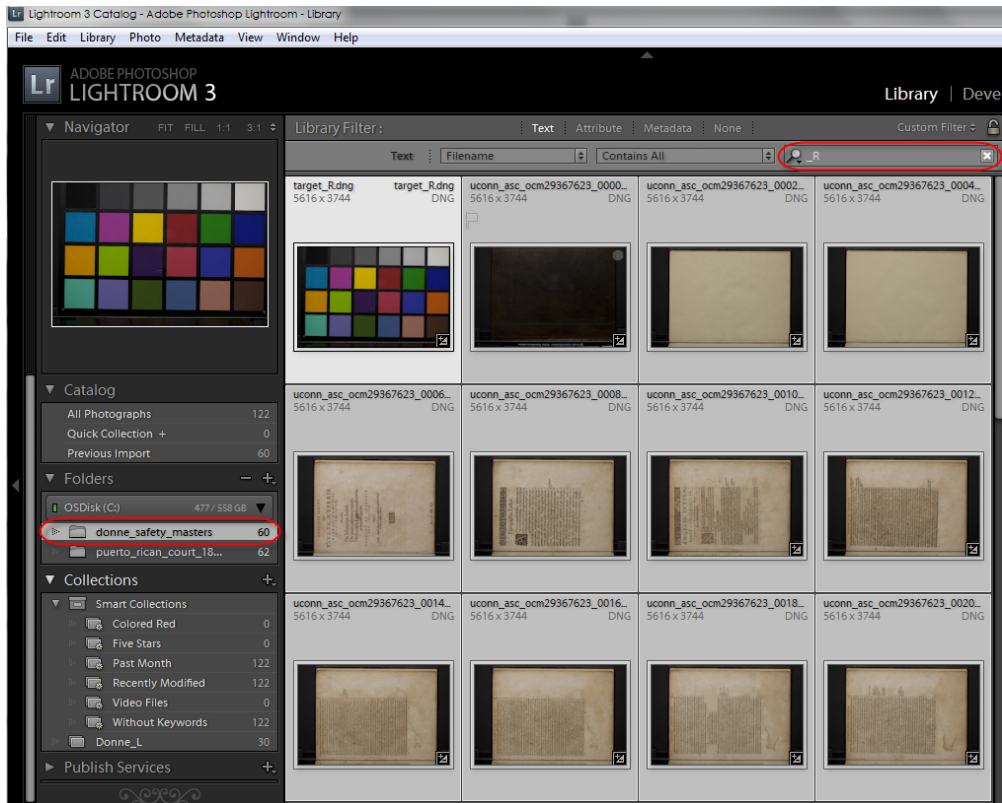 Lr Lightroom 3 Catalog - Adobe Photoshop Lightroom - Library
File Edit Library Photo Metadata View Window Help
Lr ADOBE PHOTOSHOP
LIGHTROOM 3
Library | Deve
Navigator FIT FILL 1:1 3:1
Library Filter : Text Attribute Metadata None Custom Filter
Text Filename Contains All _R
target_R.dng target_R.dng
5616 x 3744 DNG
uconn_asc_ocm29367623_0000...
5616 x 3744 DNG
uconn_asc_ocm29367623_0002...
5616 x 3744 DNG
uconn_asc_ocm29367623_0004...
5616 x 3744 DNG
Catalog
All Photographs 122
Quick Collection + 0
Previous Import 60
Folders
OSDisk (C:) 477 / 558 GB
donne_safety_masters 60
puerto_rican_court_18... 62
Collections
Smart Collections
Colored Red 0
Five Stars 0
Past Month 122
Recently Modified 122
Video Files 0
Without Keywords 122
Donne_L 30
Publish Services
uconn_asc_ocm29367623_0006...
5616 x 3744 DNG
uconn_asc_ocm29367623_0008...
5616 x 3744 DNG
uconn_asc_ocm29367623_0010...
5616 x 3744 DNG
uconn_asc_ocm29367623_0012...
5616 x 3744 DNG
uconn_asc_ocm29367623_0014...
5616 x 3744 DNG
uconn_asc_ocm29367623_0016...
5616 x 3744 DNG
uconn_asc_ocm29367623_0018...
5616 x 3744 DNG
uconn_asc_ocm29367623_0020...
5616 x 3744 DNG